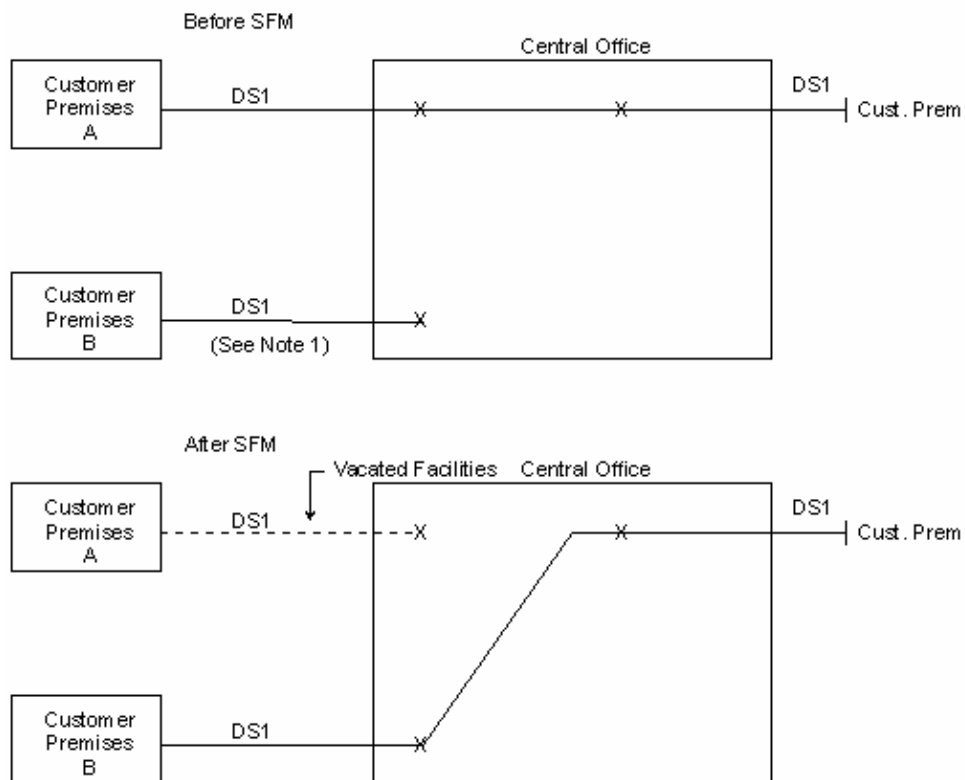 Before SFM
Central Office
Customer
Premises
A
DS1
X
X
DS1
Cust. Prem
Customer
Premises
B
DS1
(See Note 1)
X
After SFM
Vacated Facilities
Central Office
Customer
Premises
A
DS1
X
X
DS1
Cust. Prem
Customer
Premises
B
DS1
X